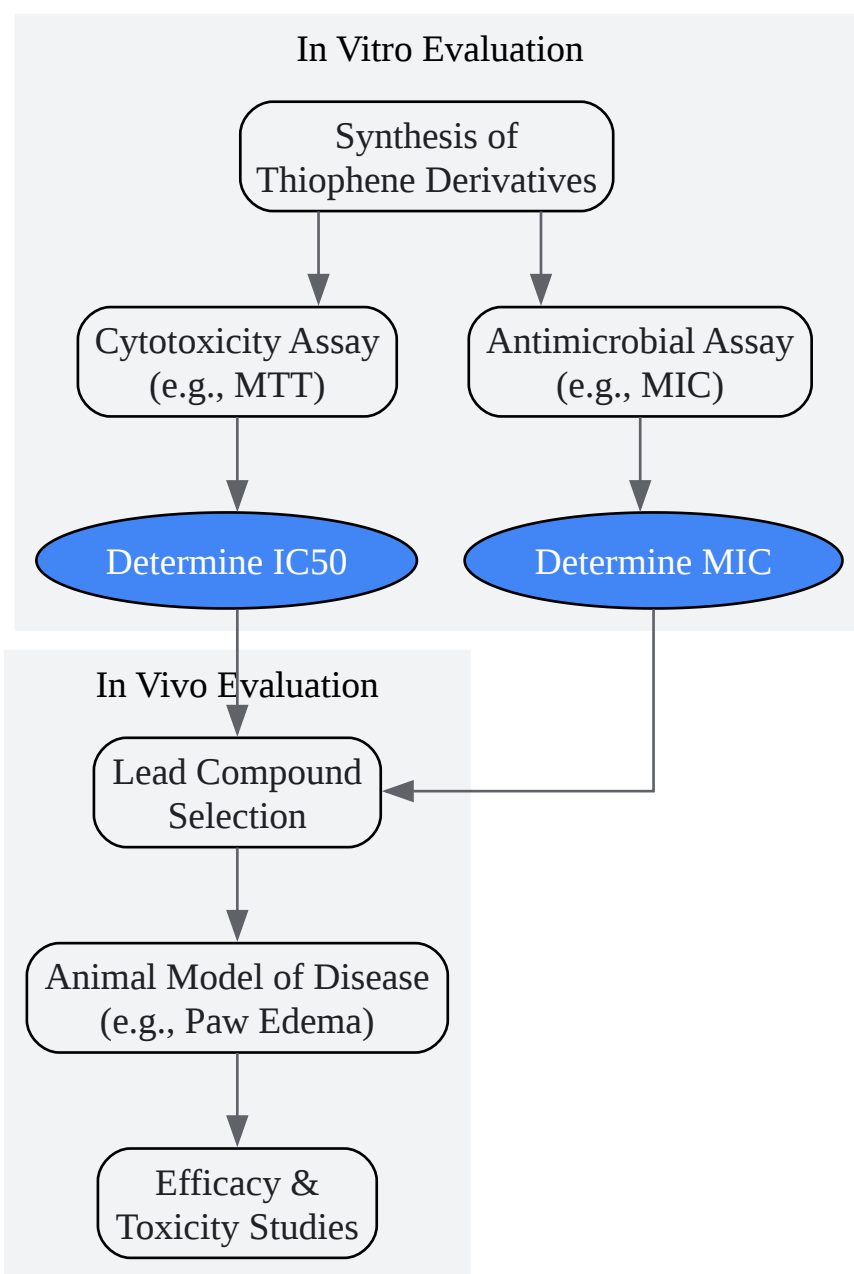 In Vitro Evaluation
Synthesis of
Thiophene Derivatives
Cytotoxicity Assay
(e.g., MTT)
Antimicrobial Assay
(e.g., MIC)
Determine IC50
Determine MIC
In Vivo Evaluation
Lead Compound
Selection
Animal Model of Disease
(e.g., Paw Edema)
Efficacy &
Toxicity Studies